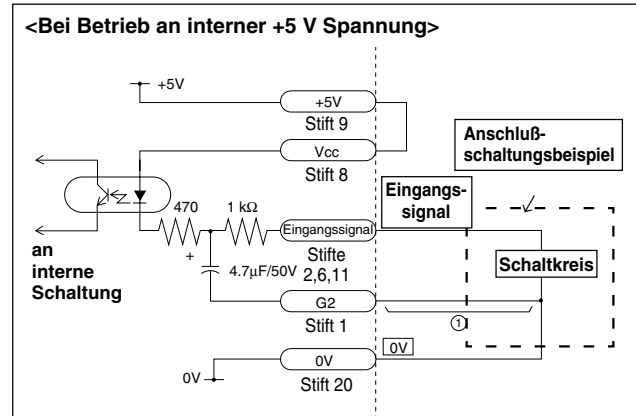 <Bei Betrieb an interner +5 V Spannung>
+5V
+5V
Stift 9
Anschluß-
schaltungsbeispiel
Vcc
Stift 8
Eingangs-
signal
470
1 kΩ
Eingangssignal
Stifte
2,6,11
Schaltkreis
an
interne
Schaltung
+
4.7µF/50V
G2
Stift 1
①
0V
0V
0V
Stift 20